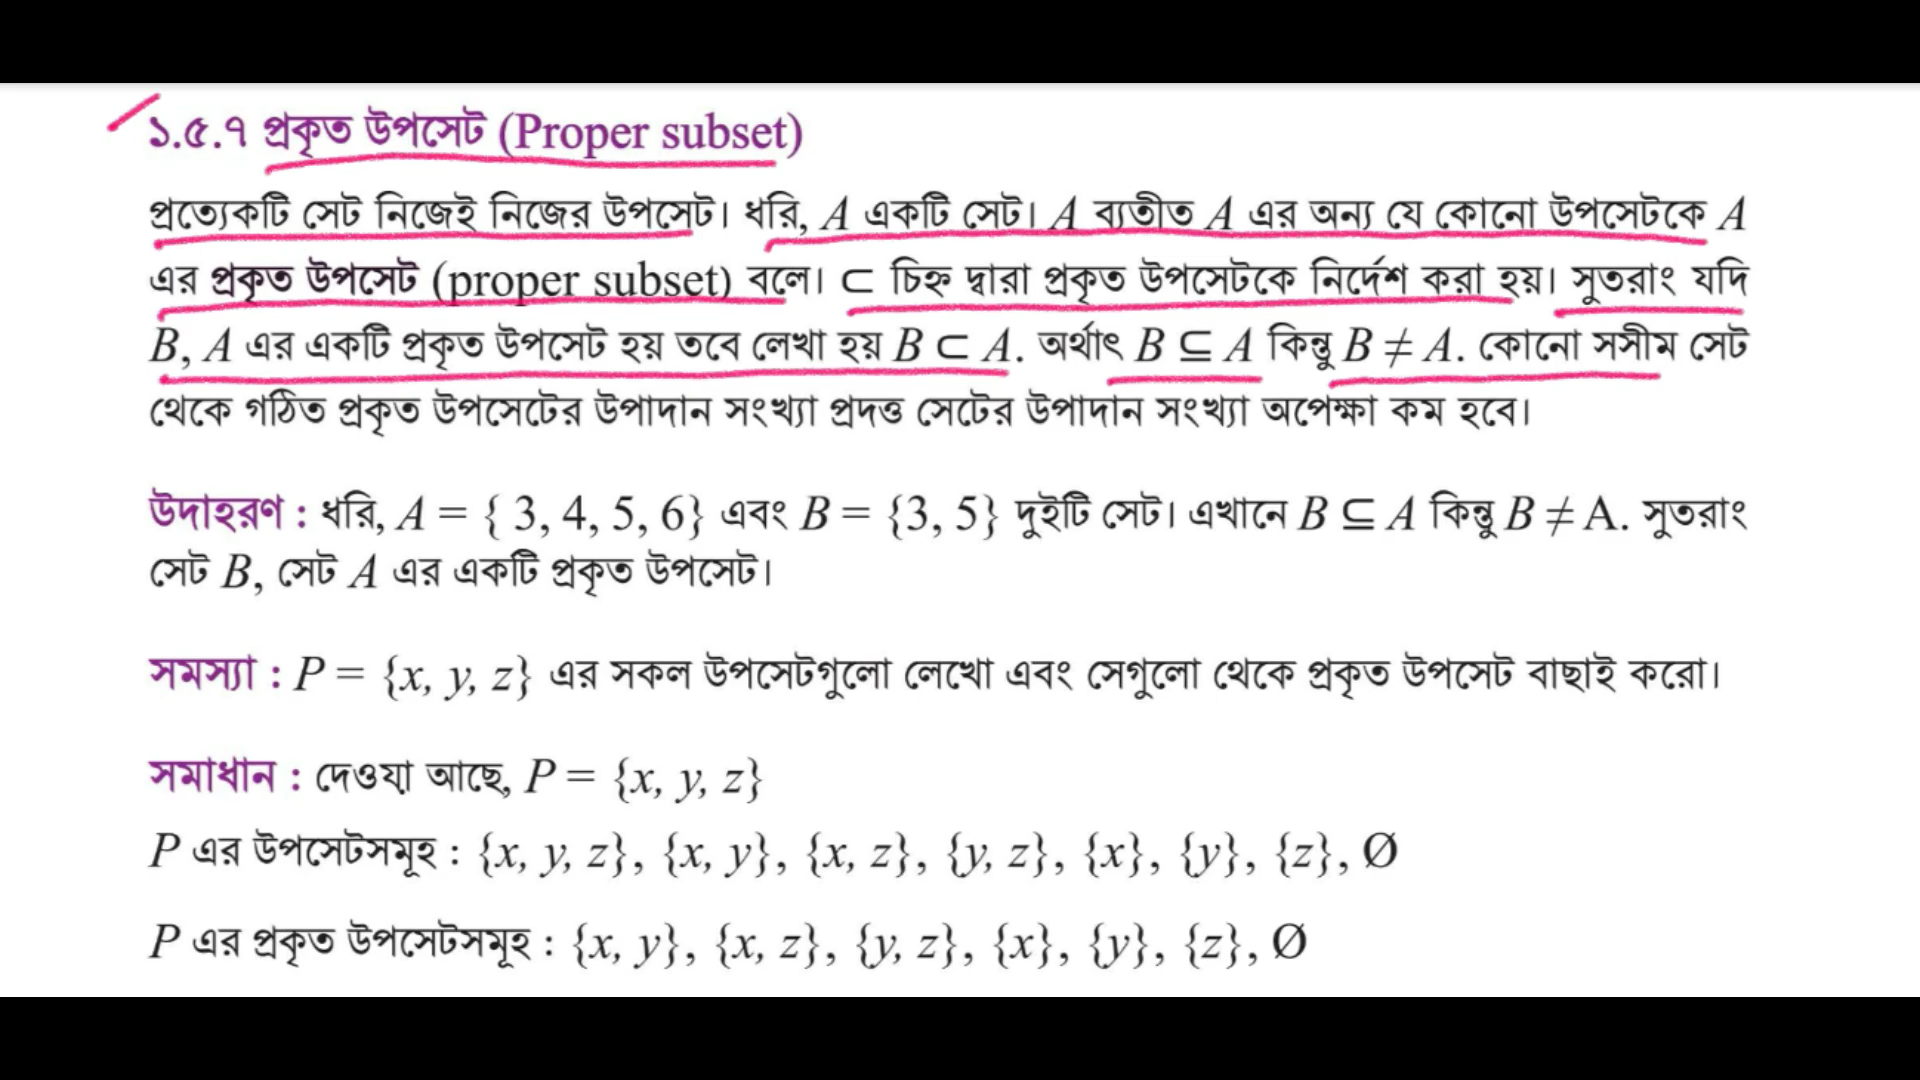 ১.৫.৭ প্রকৃত উপসেট (Proper subset)
প্রত্যেকটি সেট নিজেই নিজের উপসেট। ধরি, A একটি সেট। A ব্যতীত A এর অন্য যে কোনো উপসেটকে A
এর প্রকৃত উপসেট (proper subset) বলে। ⊂ চিহ্ন দ্বারা প্রকৃত উপসেটকে নির্দেশ করা হয়। সুতরাং যদি
B, A এর একটি প্রকৃত উপসেট হয় তবে লেখা হয় B ⊂ A. অর্থাৎ B ⊆ A কিন্তু B ≠ A. কোনো সসীম সেট
থেকে গঠিত প্রকৃত উপসেটের উপাদান সংখ্যা প্রদত্ত সেটের উপাদান সংখ্যা অপেক্ষা কম হবে।
উদাহরণ : ধরি, A = { 3, 4, 5, 6} এবং B = {3, 5} দুইটি সেট। এখানে B ⊆ A কিন্তু B ≠ A. সুতরাং
সেট B, সেট A এর একটি প্রকৃত উপসেট।
সমস্যা : P = {x, y, z} এর সকল উপসেটগুলো লেখো এবং সেগুলো থেকে প্রকৃত উপসেট বাছাই করো।
সমাধান : দেওয়া আছে, P = {x, y, z}
P এর উপসেটসমূহ : {x, y, z}, {x, y}, {x, z}, {y, z}, {x}, {y}, {z}, Ø
P এর প্রকৃত উপসেটসমূহ : {x, y}, {x, z}, {y, z}, {x}, {y}, {z}, Ø